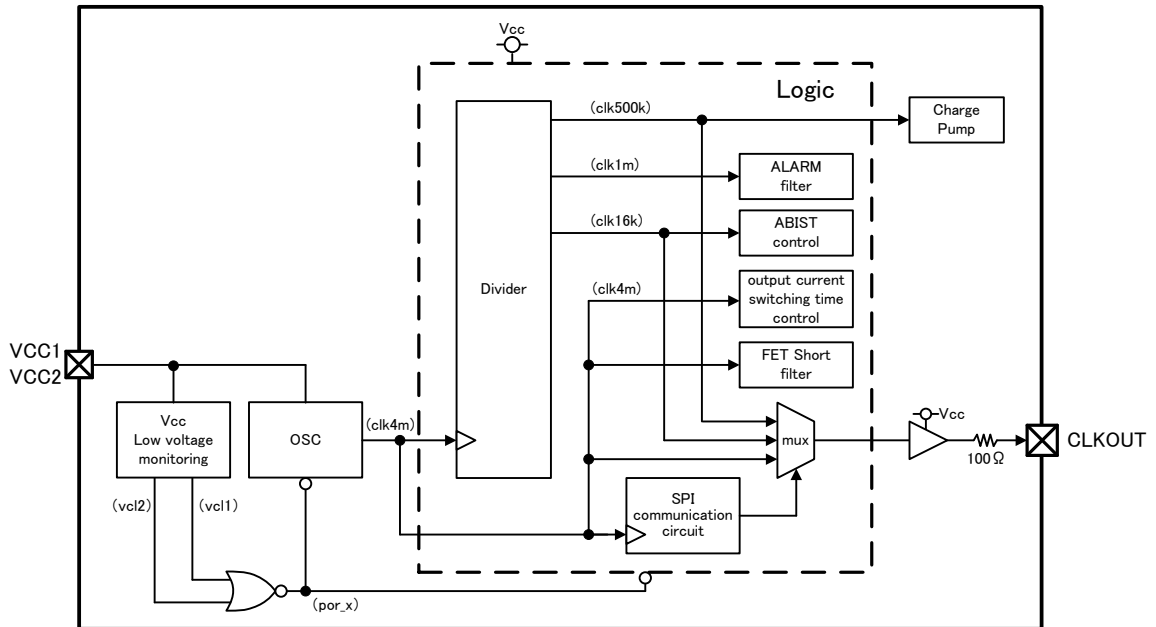 Vcc
Logic
(clk500k)
Charge
Pump
(clk1m)
ALARM
filter
(clk16k)
ABIST
control
Divider
(clk4m)
output current
switching time
control
VCC1
VCC2
FET Short
filter
Vcc
Low voltage
monitoring
OSC
(clk4m)
mux
Vcc
100Ω
CLKOUT
(vcl2)
(vcl1)
SPI
communication
circuit
(por_x)